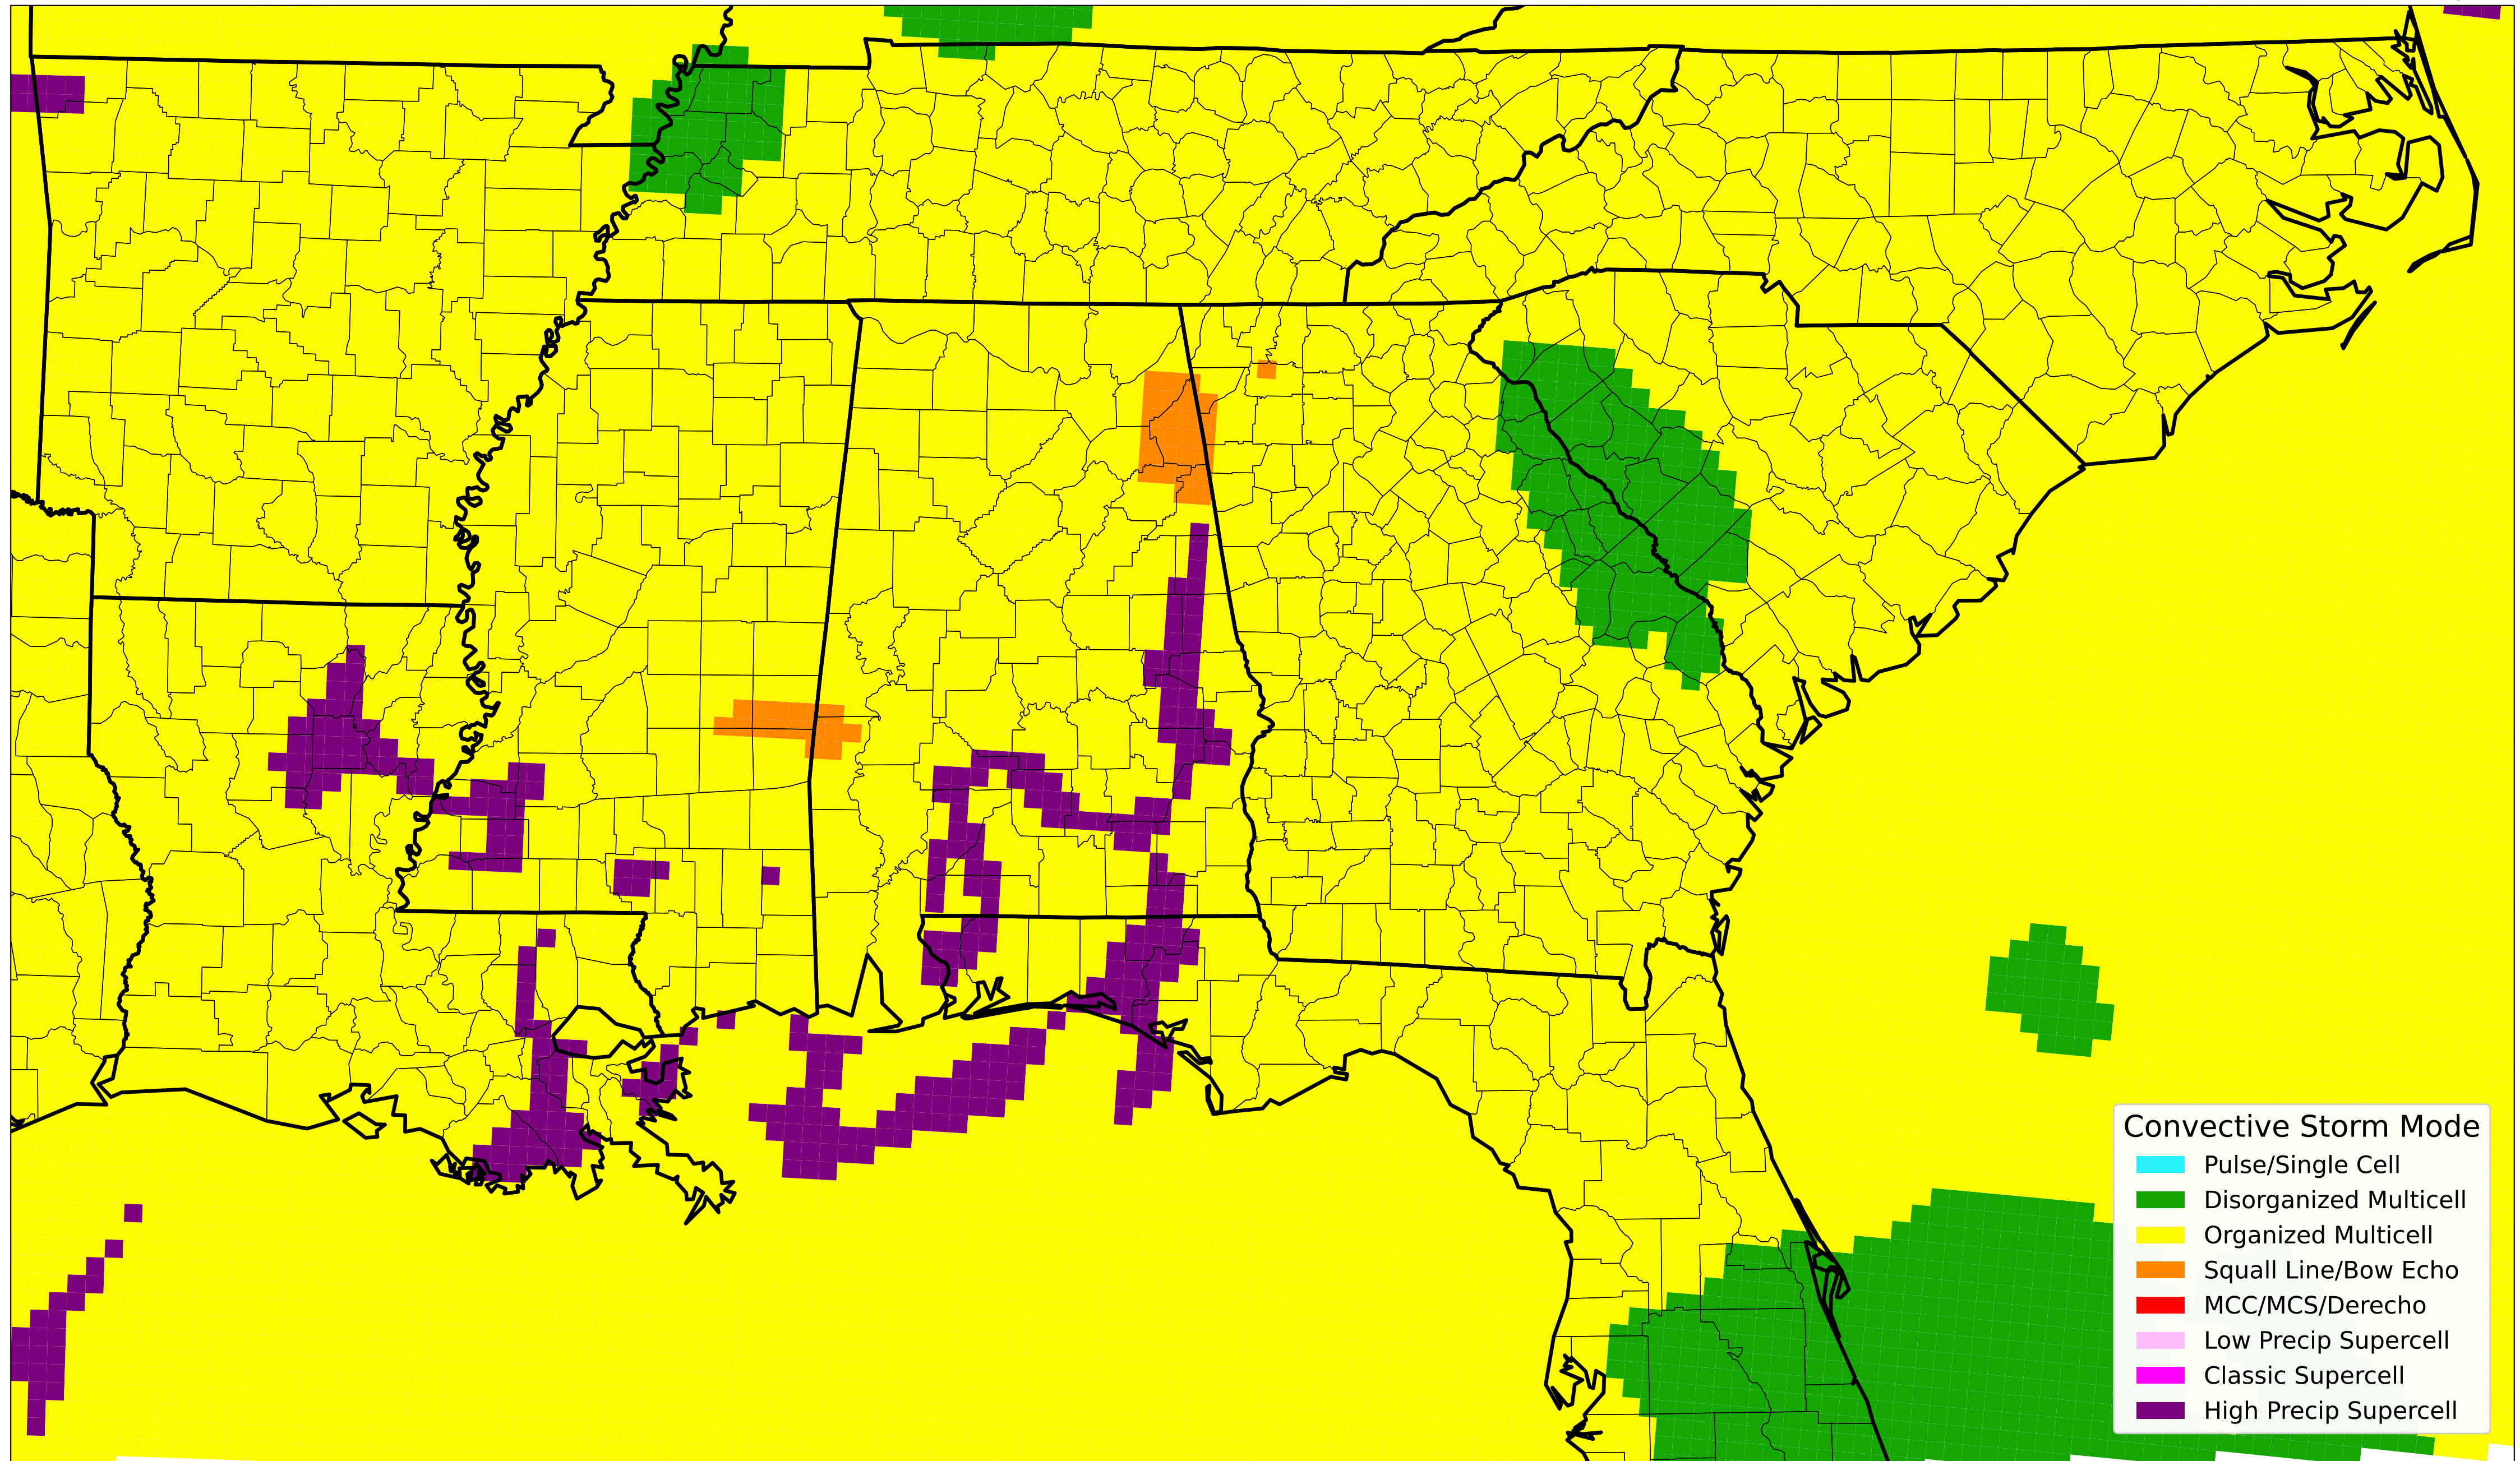 Convective Storm Mode
Pulse/Single Cell
Disorganized Multicell
Organized Multicell
Squall Line/Bow Echo
MCC/MCS/Derecho
Low Precip Supercell
Classic Supercell
High Precip Supercell